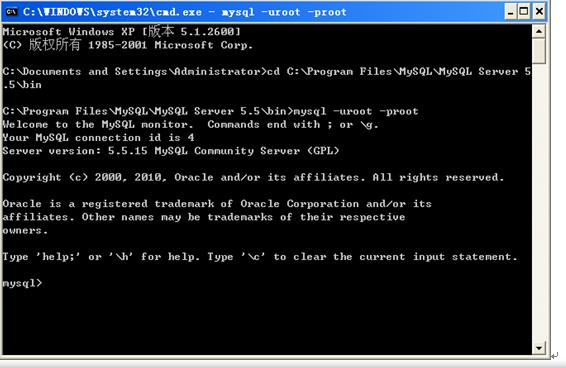 C:\WINDOWS\system32\cmd.exe - mysql -uroot -proot
Microsoft Windows XP [版本 5.1.2600]
(C) 版权所有 1985-2001 Microsoft Corp.
C:\Documents and Settings\Administrator>cd C:\Program Files\MySQL\MySQL Server 5
.5\bin
C:\Program Files\MySQL\MySQL Server 5.5\bin>mysql -uroot -proot
Welcome to the MySQL monitor.  Commands end with ; or \g.
Your MySQL connection id is 4
Server version: 5.5.15 MySQL Community Server (GPL)
Copyright (c) 2000, 2010, Oracle and/or its affiliates. All rights reserved.
Oracle is a registered trademark of Oracle Corporation and/or its
affiliates. Other names may be trademarks of their respective
owners.
Type 'help;' or '\h' for help. Type '\c' to clear the current input statement.
mysql>